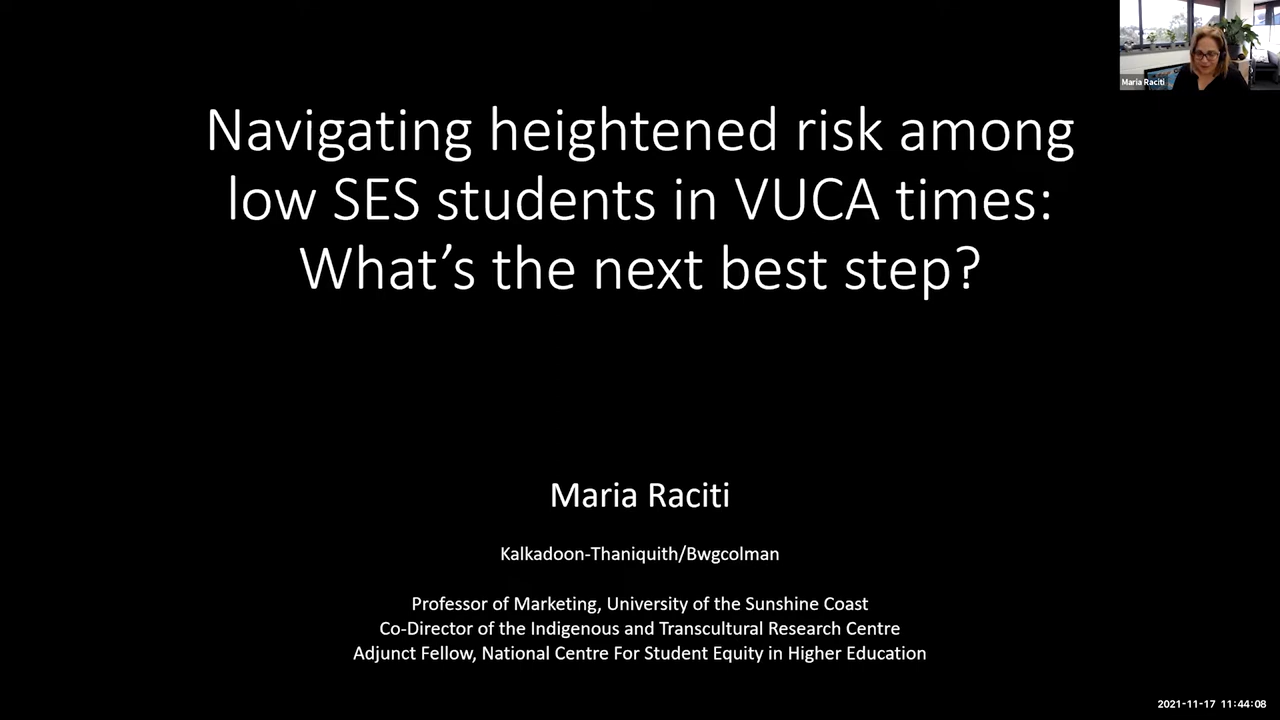 Maria Raciti
Navigating heightened risk among
low SES students in VUCA times:
What's the next best step?
Maria Raciti
Kalkadoon-Thaniquith/Bwgcolman
Professor of Marketing, University of the Sunshine Coast
Co-Director of the Indigenous and Transcultural Research Centre
Adjunct Fellow, National Centre For Student Equity in Higher Education
2021-11-17 11:44:08